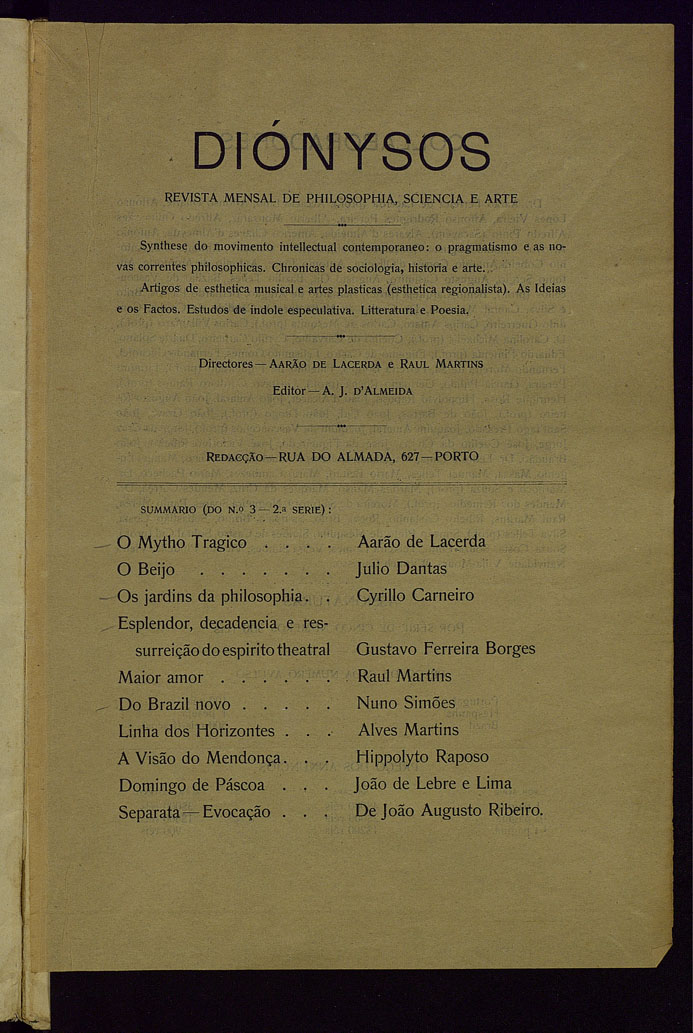 DIÓNYSOS
REVISTA MENSAL DE PHILOSOPHIA, SCIENCIA E ARTE
Synthese do movimento intellectual contemporaneo: o pragmatismo e as no-
vas correntes philosophicas. Chronicas de sociologia, historia e arte.
Artigos de esthetica musical e artes plasticas (esthetica regionalista). As Ideias
e os Factos. Estudos de indole especulativa. Litteratura e Poesia.
Directores — AARÃO DE LACERDA e RAUL MARTINS
Editor — A. J. D'ALMEIDA
REDACÇÃO — RUA DO ALMADA, 627 — PORTO
SUMMARIO (DO N.º 3 — 2.ª SERIE):
O Mytho Tragico . . . . Aarão de Lacerda
O Beijo . . . . . . . Julio Dantas
Os jardins da philosophia. . Cyrillo Carneiro
Esplendor, decadencia e res-
surreição do espirito theatral Gustavo Ferreira Borges
Maior amor . . . . . . Raul Martins
Do Brazil novo . . . . . Nuno Simões
Linha dos Horizontes . . . Alves Martins
A Visão do Mendonça. . . Hippolyto Raposo
Domingo de Páscoa . . . João de Lebre e Lima
Separata — Evocação . . . De João Augusto Ribeiro.